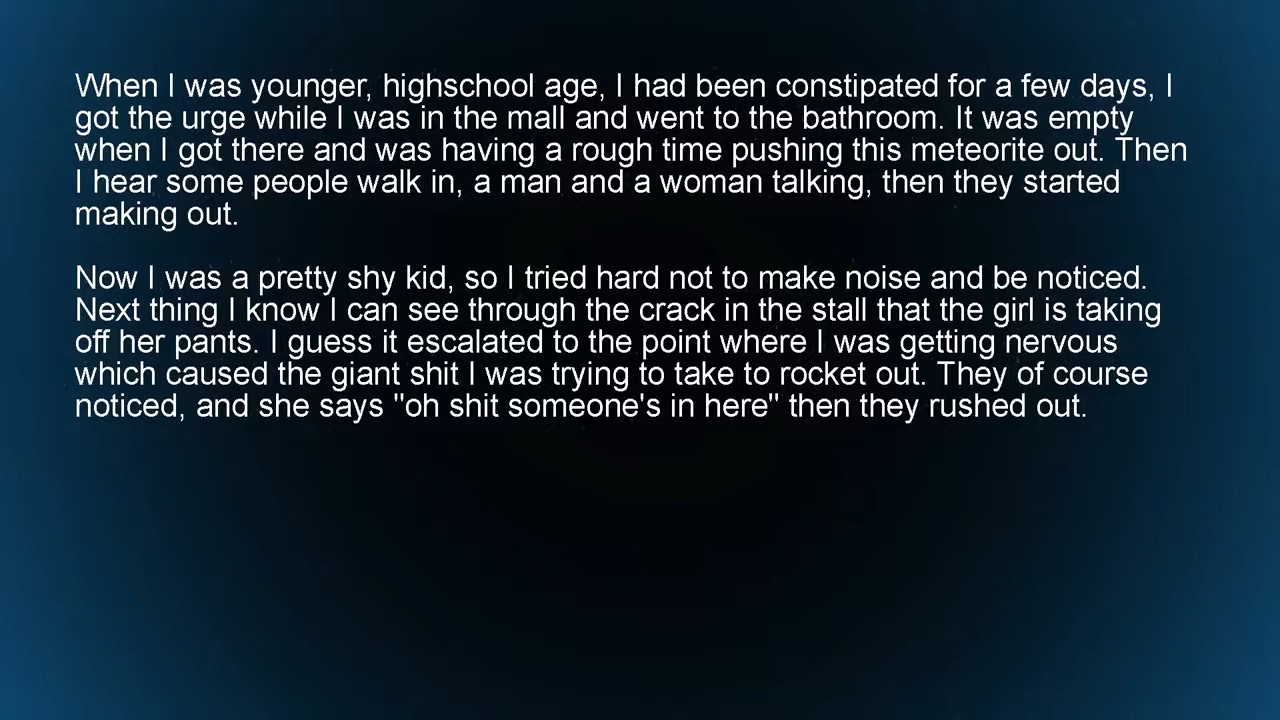 When I was younger, highschool age, I had been constipated for a few days, I
got the urge while I was in the mall and went to the bathroom. It was empty
when I got there and was having a rough time pushing this meteorite out. Then
I hear some people walk in, a man and a woman talking, then they started
making out.
Now I was a pretty shy kid, so I tried hard not to make noise and be noticed.
Next thing I know I can see through the crack in the stall that the girl is taking
off her pants. I guess it escalated to the point where I was getting nervous
which caused the giant shit I was trying to take to rocket out. They of course
noticed, and she says "oh shit someone's in here" then they rushed out.